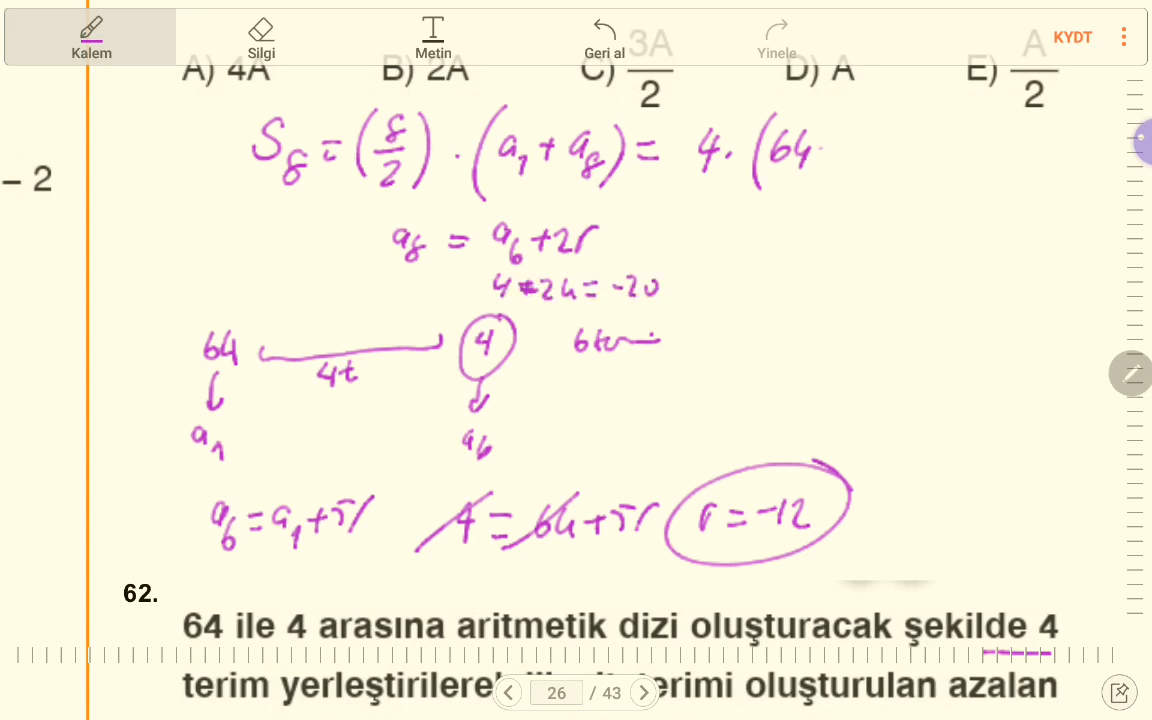 Kalem Silgi Metin Geri al Yinele KYDT
A) 4A B) 2A C) 3A/2 D) A E) A/2
S8 = (8/2) . (a1 + a8) = 4. (64
– 2
a8 = a6 + 2r
4 - 24 = -20
64 4t 4
a1 a6
a6 = a1 + 5r 4 = 64 + 5r r = -12
62.
64 ile 4 arasına aritmetik dizi oluşturacak şekilde 4
terim yerleştirilerek terimi oluşturulan azalan
26 / 43